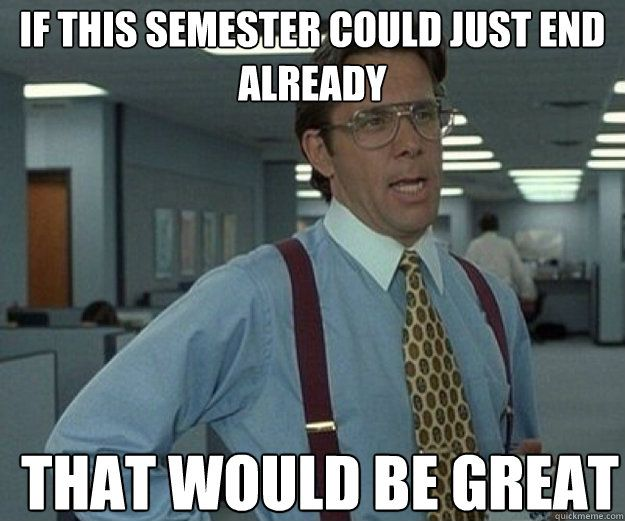 IF THIS SEMESTER COULD JUST END
ALREADY
THAT WOULD BE GREAT
quickmeme.com